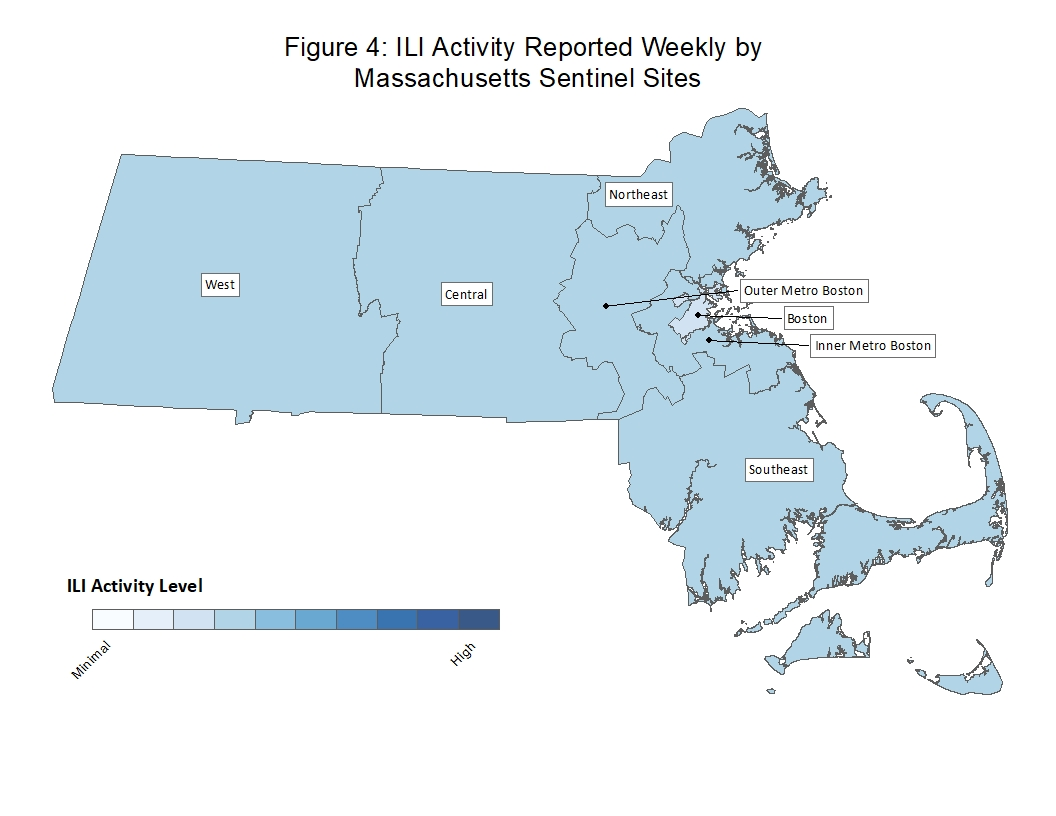 Figure 4: ILI Activity Reported Weekly by
Massachusetts Sentinel Sites
Northeast
West
Central
Outer Metro Boston
Boston
Inner Metro Boston
Southeast
ILI Activity Level
Minimal
High